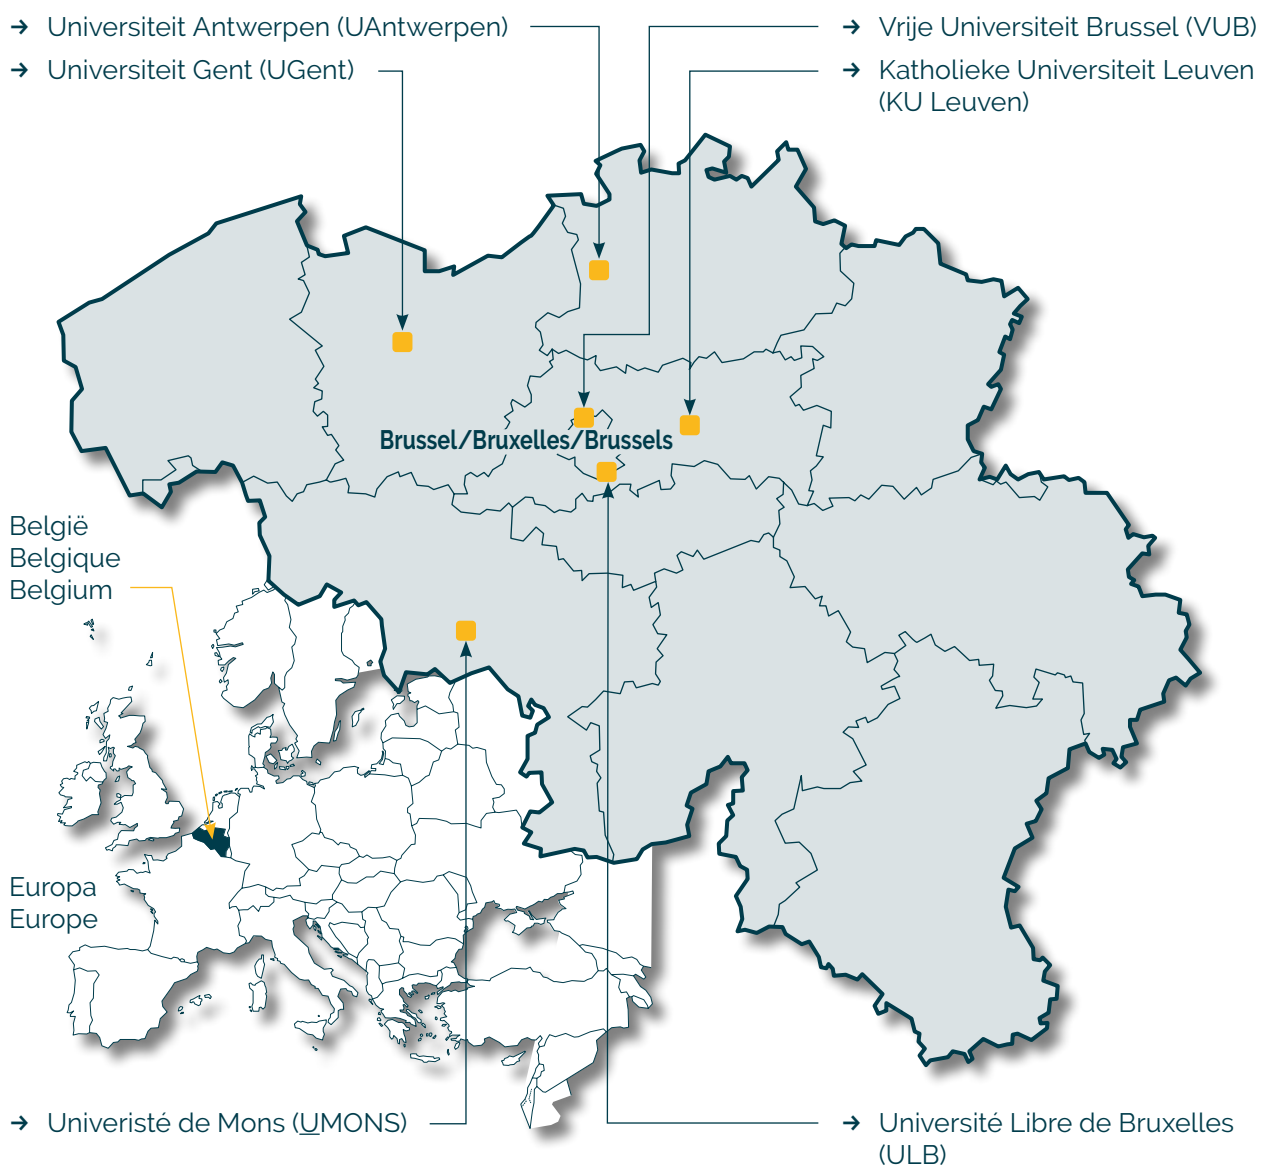 → Universiteit Antwerpen (UAntwerpen)
→ Universiteit Gent (UGent)
→ Vrije Universiteit Brussel (VUB)
→ Katholieke Universiteit Leuven
(KU Leuven)
Brussel/Bruxelles/Brussels
België
Belgique
Belgium
Europa
Europe
→ Univeristé de Mons (UMONS)
→ Université Libre de Bruxelles
(ULB)